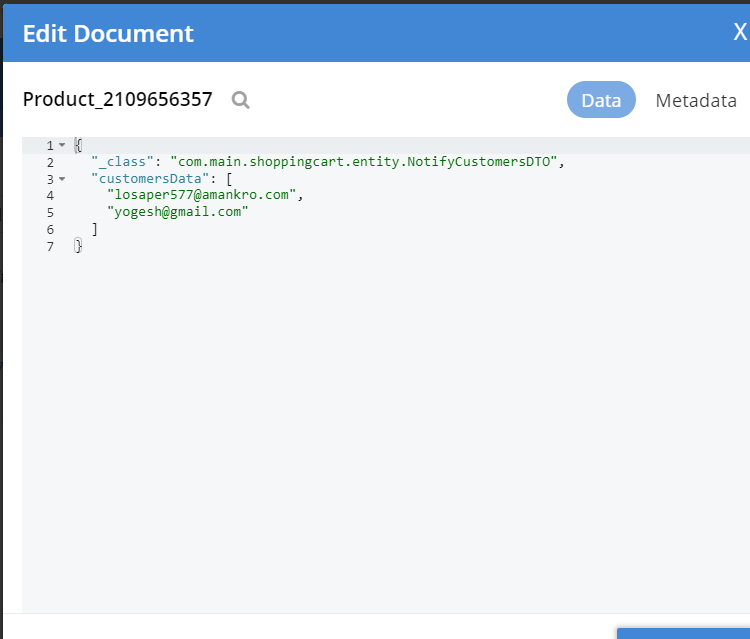 Edit Document X
Product_2109656357 Data Metadata
1 {
2 "_class": "com.main.shoppingcart.entity.NotifyCustomersDTO",
3 "customersData": [
4 "losaper577@amankro.com",
5 "yogesh@gmail.com"
6 ]
7 }